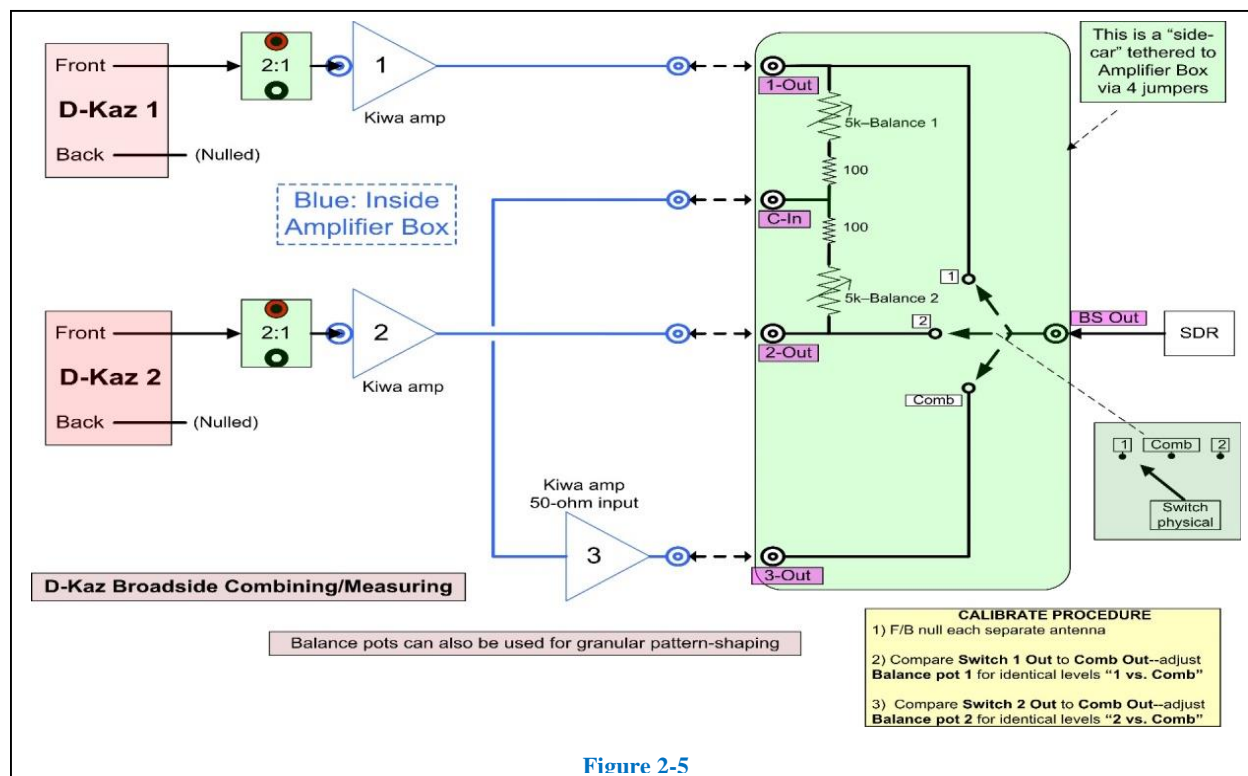 Front
2:1
1
D-Kaz 1
Kiwa amp
Back
(Nulled)
1-Out
5k–Balance 1
100
This is a “side-
car” tethered to
Amplifier Box
via 4 jumpers
Blue: Inside
Amplifier Box
C-In
100
5k–Balance 2
1
2
Front
2:1
2
D-Kaz 2
Kiwa amp
Back
(Nulled)
2-Out
BS Out
SDR
Comb
1
Comb
2
Switch
physical
Kiwa amp
50-ohm input
3
3-Out
D-Kaz Broadside Combining/Measuring
Balance pots can also be used for granular pattern-shaping
CALIBRATE PROCEDURE
1) F/B null each separate antenna
2) Compare Switch 1 Out to Comb Out--adjust
Balance pot 1 for identical levels “1 vs. Comb”
3) Compare Switch 2 Out to Comb Out--adjust
Balance pot 2 for identical levels “2 vs. Comb”
Figure 2-5